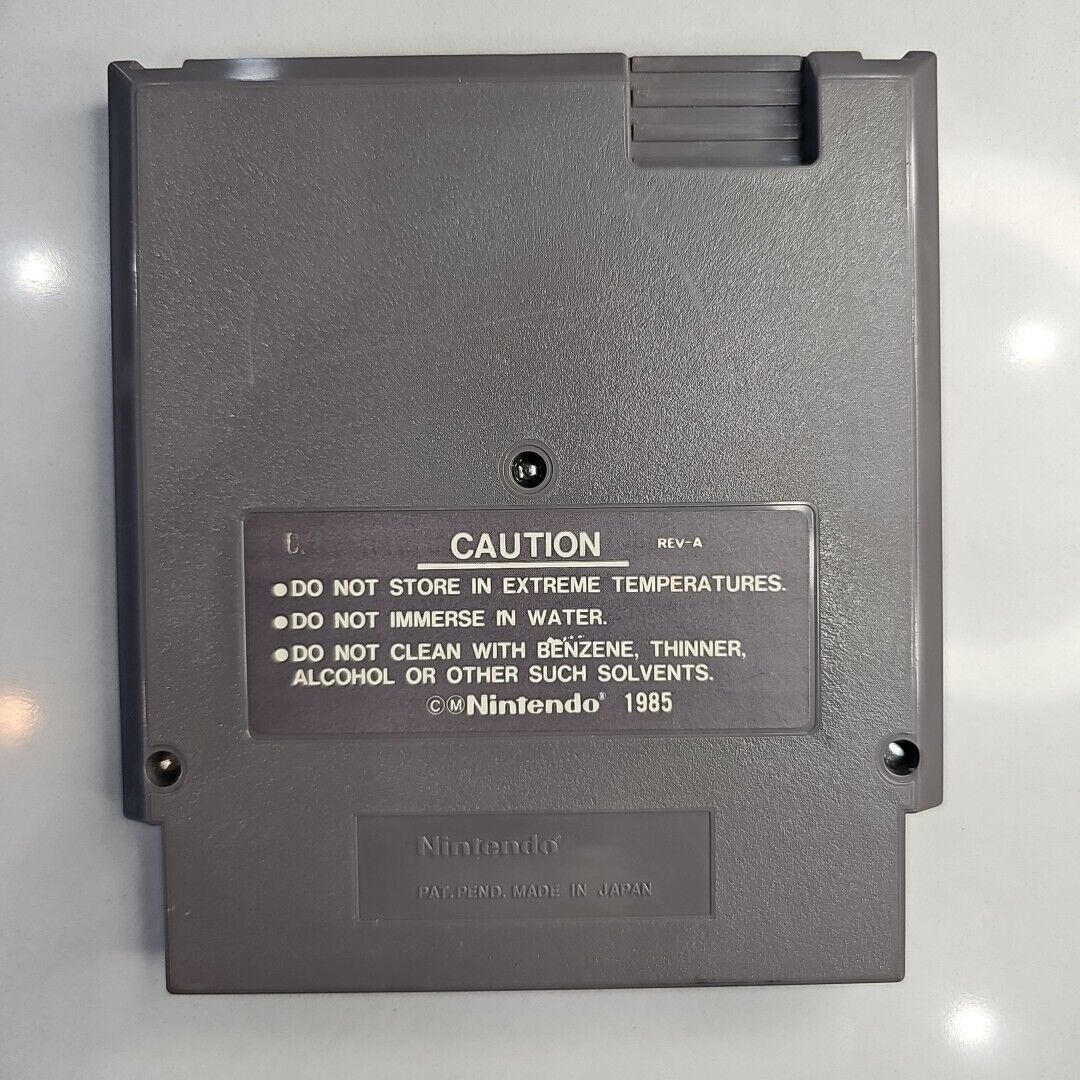 CAUTION REV-A
●DO NOT STORE IN EXTREME TEMPERATURES.
●DO NOT IMMERSE IN WATER.
●DO NOT CLEAN WITH BENZENE, THINNER,
ALCOHOL OR OTHER SUCH SOLVENTS.
©ⓂNintendo® 1985
Nintendo®
PAT.PEND. MADE IN JAPAN